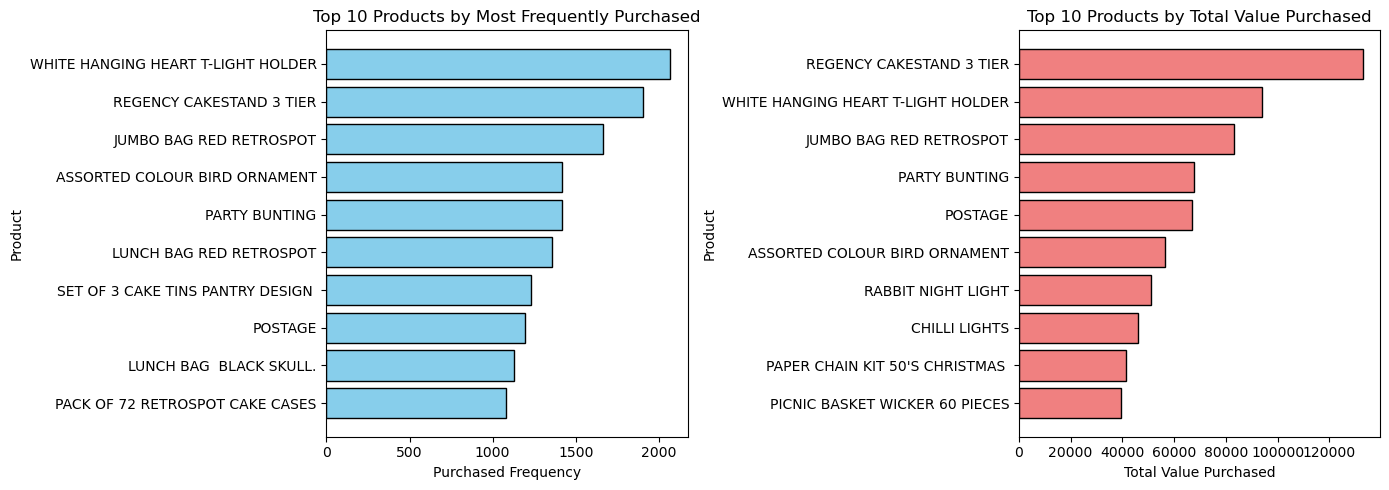 Top 10 Products by Most Frequently Purchased
Product
WHITE HANGING HEART T-LIGHT HOLDER
REGENCY CAKESTAND 3 TIER
JUMBO BAG RED RETROSPOT
ASSORTED COLOUR BIRD ORNAMENT
PARTY BUNTING
LUNCH BAG RED RETROSPOT
SET OF 3 CAKE TINS PANTRY DESIGN
POSTAGE
LUNCH BAG  BLACK SKULL.
PACK OF 72 RETROSPOT CAKE CASES
0 500 1000 1500 2000
Purchased Frequency
Top 10 Products by Total Value Purchased
Product
REGENCY CAKESTAND 3 TIER
WHITE HANGING HEART T-LIGHT HOLDER
JUMBO BAG RED RETROSPOT
PARTY BUNTING
POSTAGE
ASSORTED COLOUR BIRD ORNAMENT
RABBIT NIGHT LIGHT
CHILLI LIGHTS
PAPER CHAIN KIT 50'S CHRISTMAS
PICNIC BASKET WICKER 60 PIECES
0 20000 40000 60000 80000 100000 120000
Total Value Purchased